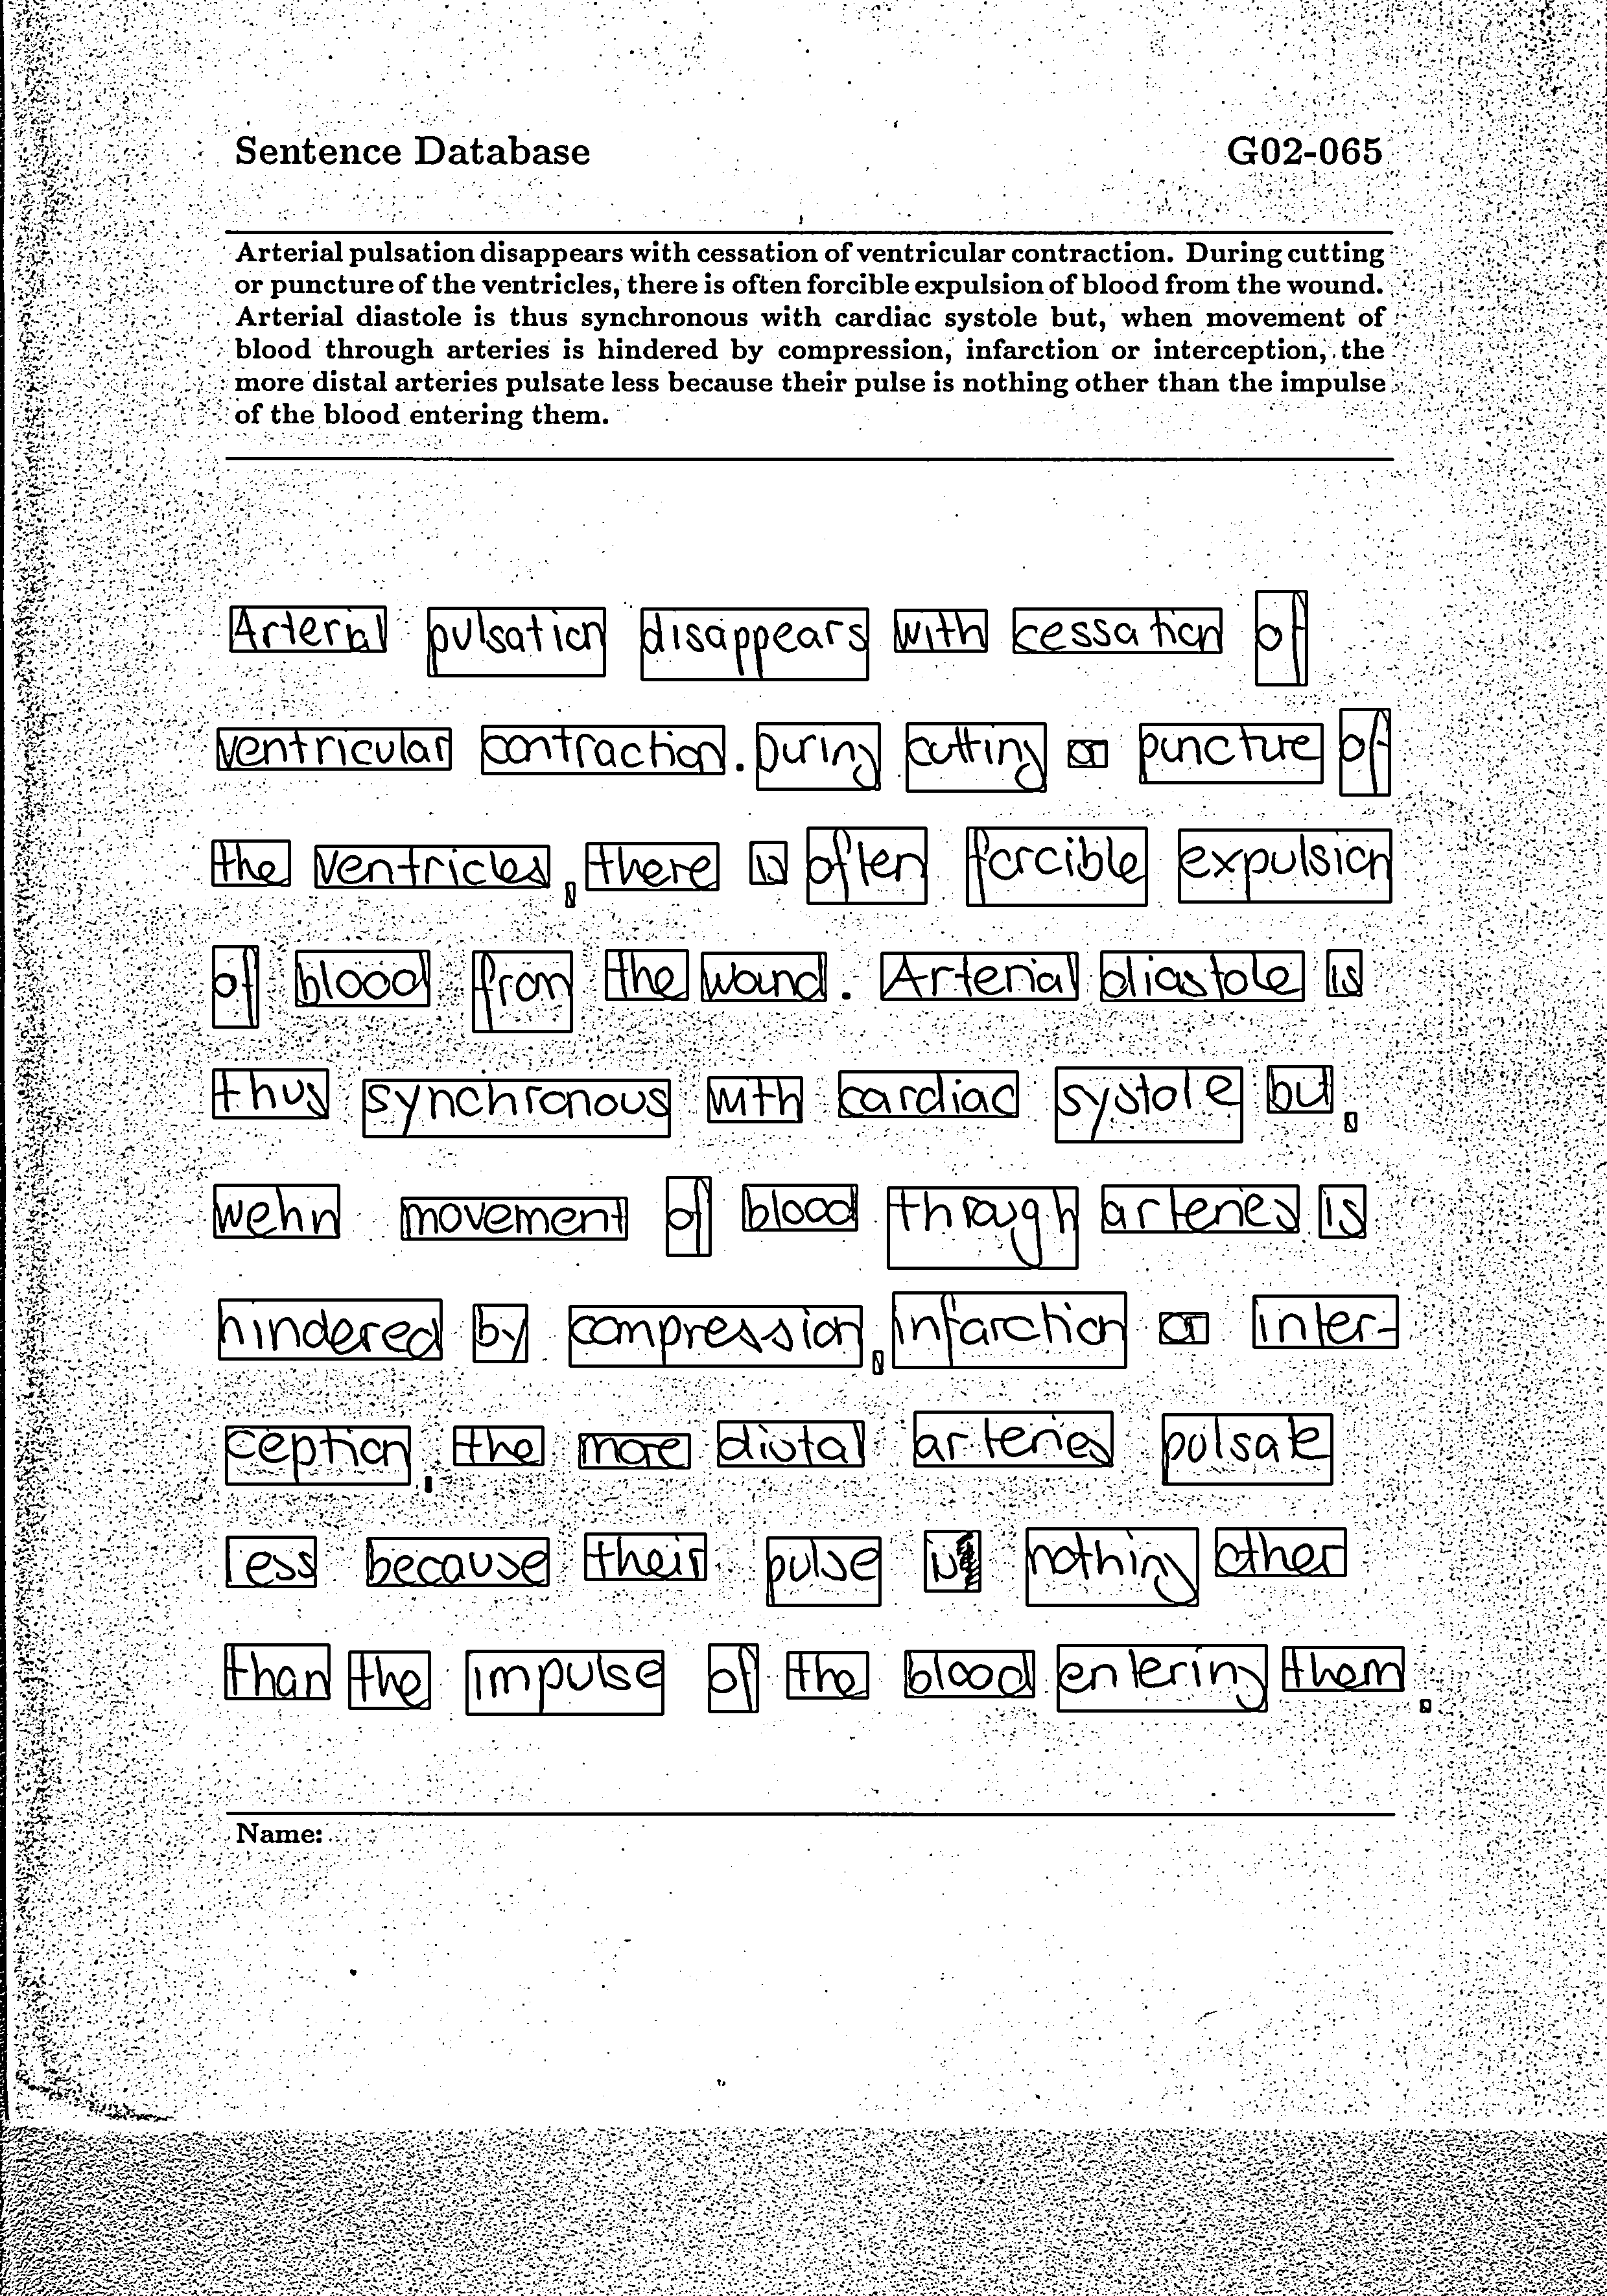 Sentence Database G02-065
Arterial pulsation disappears with cessation of ventricular contraction. During cutting
or puncture of the ventricles, there is often forcible expulsion of blood from the wound.
Arterial diastole is thus synchronous with cardiac systole but, when movement of
blood through arteries is hindered by compression, infarction or interception, the
more distal arteries pulsate less because their pulse is nothing other than the impulse
of the blood entering them.
Arterial pulsation disappears with cessation of
ventricular contraction. During cutting or puncture of
the ventricles, there is often forcible expulsion
of blood from the wound. Arterial diastole is
thus synchronous with cardiac systole but,
wehn movement of blood through arteries is
hindered by compression, infarction or inter-
ception, the more distal arteries pulsate
less because their pulse is nothing other
than the impulse of the blood entering them.
Name: